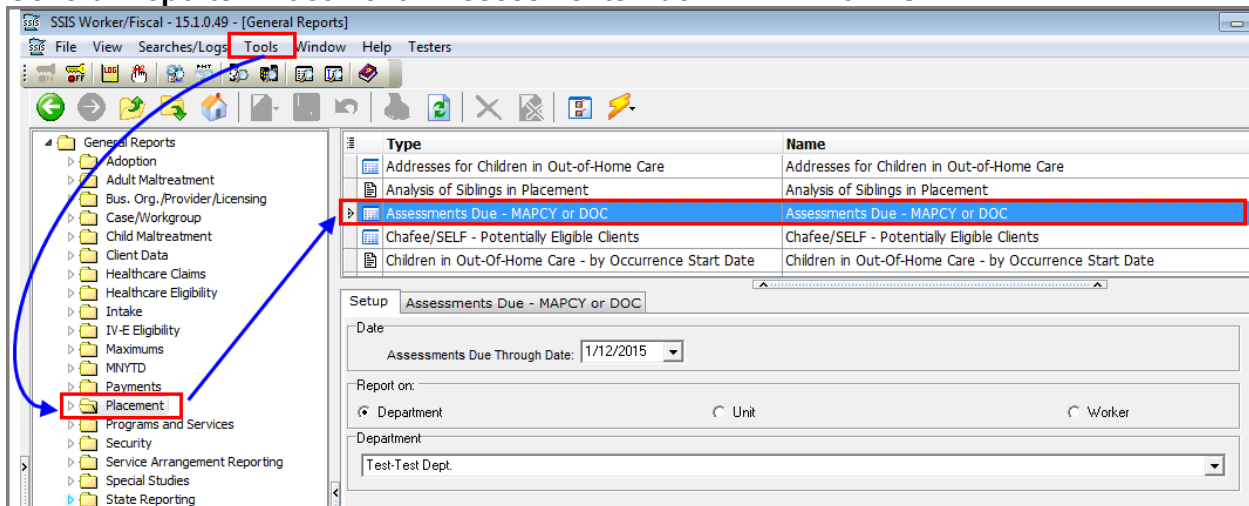 SSIS Worker/Fiscal - 15.1.0.49 - [General Reports]
File View Searches/Logs Tools Window Help Testers
General Reports
Adoption
Adult Maltreatment
Bus. Org./Provider/Licensing
Case/Workgroup
Child Maltreatment
Client Data
Healthcare Claims
Healthcare Eligibility
Intake
IV-E Eligibility
Maximums
MNYTD
Payments
Placement
Programs and Services
Security
Service Arrangement Reporting
Special Studies
State Reporting
Type Name
Addresses for Children in Out-of-Home Care Addresses for Children in Out-of-Home Care
Analysis of Siblings in Placement Analysis of Siblings in Placement
Assessments Due - MAPCY or DOC Assessments Due - MAPCY or DOC
Chafee/SELF - Potentially Eligible Clients Chafee/SELF - Potentially Eligible Clients
Children in Out-Of-Home Care - by Occurrence Start Date Children in Out-Of-Home Care - by Occurrence Start Date
Setup Assessments Due - MAPCY or DOC
Date
Assessments Due Through Date: 1/12/2015
Report on:
Department Unit Worker
Department
Test-Test Dept.